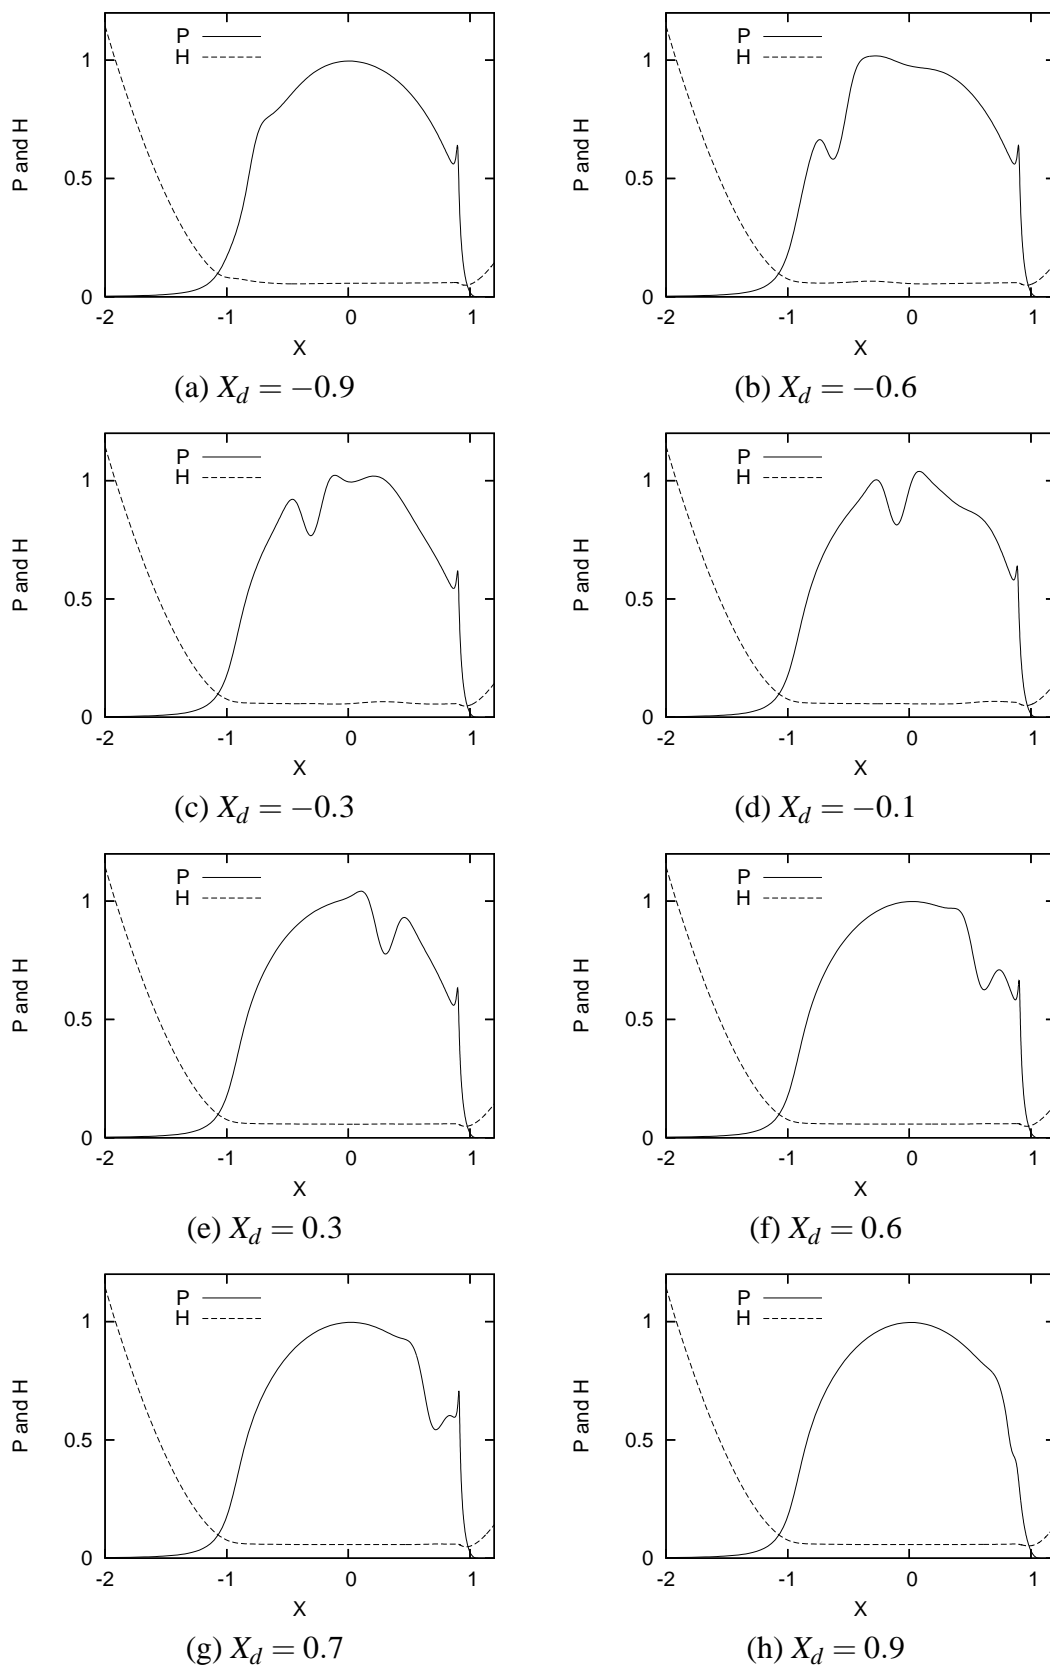 P
H
1
0.5
0
-2
-1
0
1
P and H
X
(a) X_d = −0.9
P
H
1
0.5
0
-2
-1
0
1
P and H
X
(b) X_d = −0.6
P
H
1
0.5
0
-2
-1
0
1
P and H
X
(c) X_d = −0.3
P
H
1
0.5
0
-2
-1
0
1
P and H
X
(d) X_d = −0.1
P
H
1
0.5
0
-2
-1
0
1
P and H
X
(e) X_d = 0.3
P
H
1
0.5
0
-2
-1
0
1
P and H
X
(f) X_d = 0.6
P
H
1
0.5
0
-2
-1
0
1
P and H
X
(g) X_d = 0.7
P
H
1
0.5
0
-2
-1
0
1
P and H
X
(h) X_d = 0.9